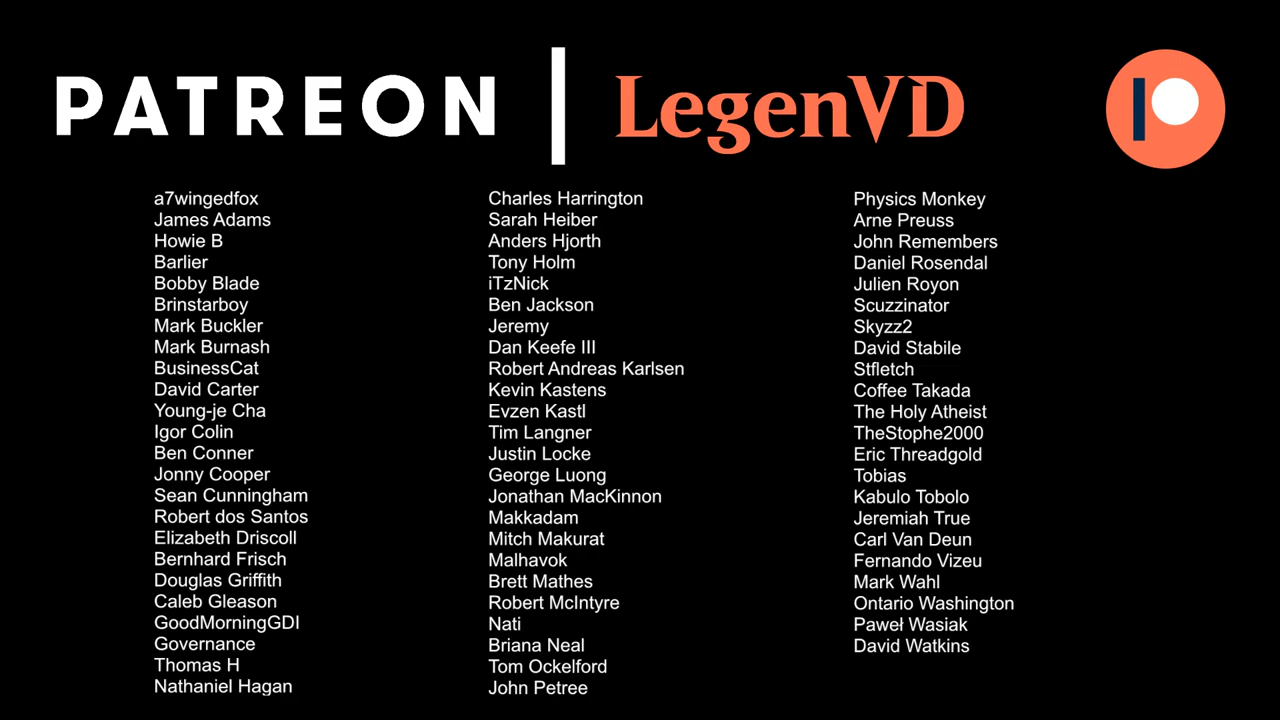 PATREON | LegenVD
a7wingedfox
James Adams
Howie B
Barlier
Bobby Blade
Brinstarboy
Mark Buckler
Mark Burnash
BusinessCat
David Carter
Young-je Cha
Igor Colin
Ben Conner
Jonny Cooper
Sean Cunningham
Robert dos Santos
Elizabeth Driscoll
Bernhard Frisch
Douglas Griffith
Caleb Gleason
GoodMorningGDI
Governance
Thomas H
Nathaniel Hagan
Charles Harrington
Sarah Heiber
Anders Hjorth
Tony Holm
iTzNick
Ben Jackson
Jeremy
Dan Keefe III
Robert Andreas Karlsen
Kevin Kastens
Evzen Kastl
Tim Langner
Justin Locke
George Luong
Jonathan MacKinnon
Makkadam
Mitch Makurat
Malhavok
Brett Mathes
Robert McIntyre
Nati
Briana Neal
Tom Ockelford
John Petree
Physics Monkey
Arne Preuss
John Remembers
Daniel Rosendal
Julien Royon
Scuzzinator
Skyzz2
David Stabile
Stfletch
Coffee Takada
The Holy Atheist
TheStophe2000
Eric Threadgold
Tobias
Kabulo Tobolo
Jeremiah True
Carl Van Deun
Fernando Vizeu
Mark Wahl
Ontario Washington
Paweł Wasiak
David Watkins